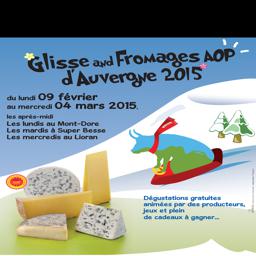 Glisse and Fromages AOP
d'Auvergne 2015
du lundi 09 février
au mercredi 04 mars 2015.
les après-midi
Les lundis au Mont-Dore
Les mardis à Super Besse
Les mercredis au Lioran
Dégustations gratuites
animées par des producteurs,
jeux et plein
de cadeaux à gagner...